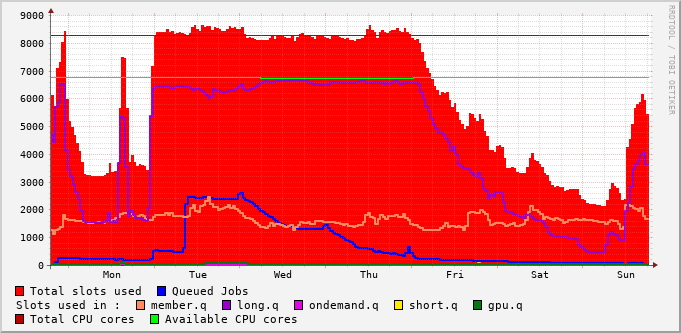 9000
8000
7000
6000
5000
4000
3000
2000
1000
0
Mon Tue Wed Thu Fri Sat Sun
RRDTOOL / TOBI OETIKER
Total slots used Queued Jobs
Slots used in : member.q long.q ondemand.q short.q gpu.q
Total CPU cores Available CPU cores